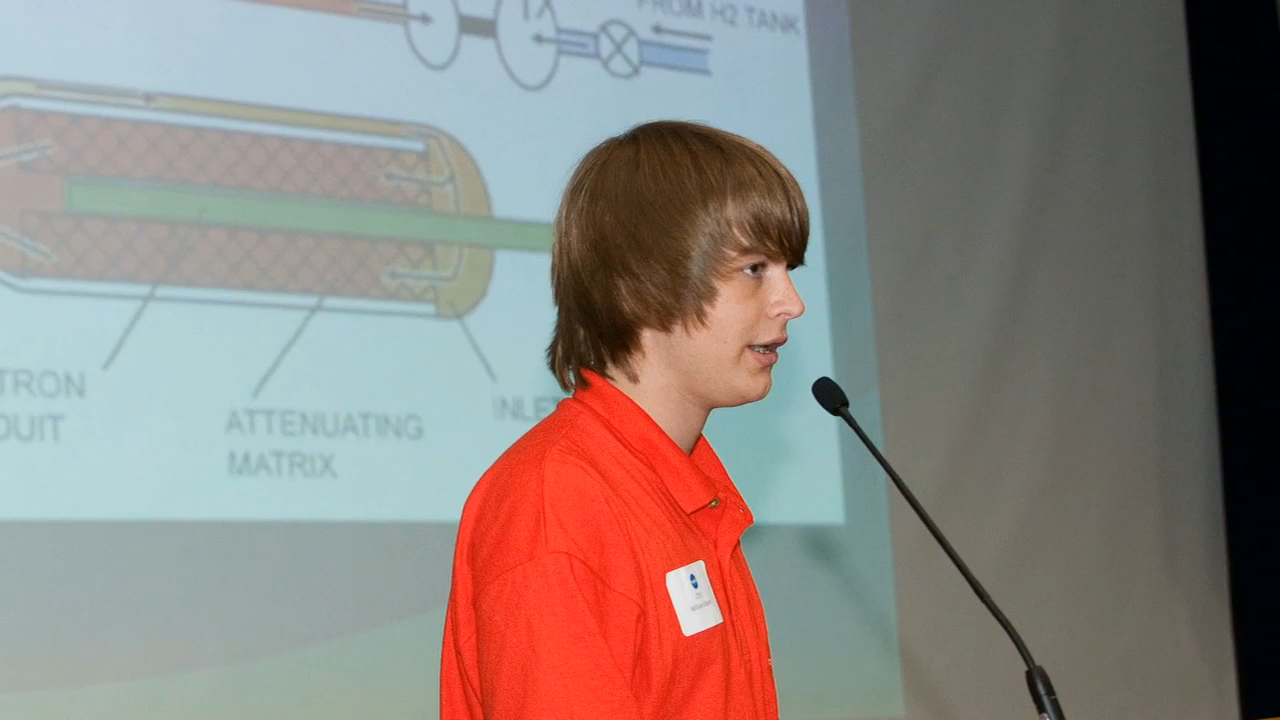 TX
FROM H2 TANK
TRON
DUIT
ATTENUATING
MATRIX
INLE